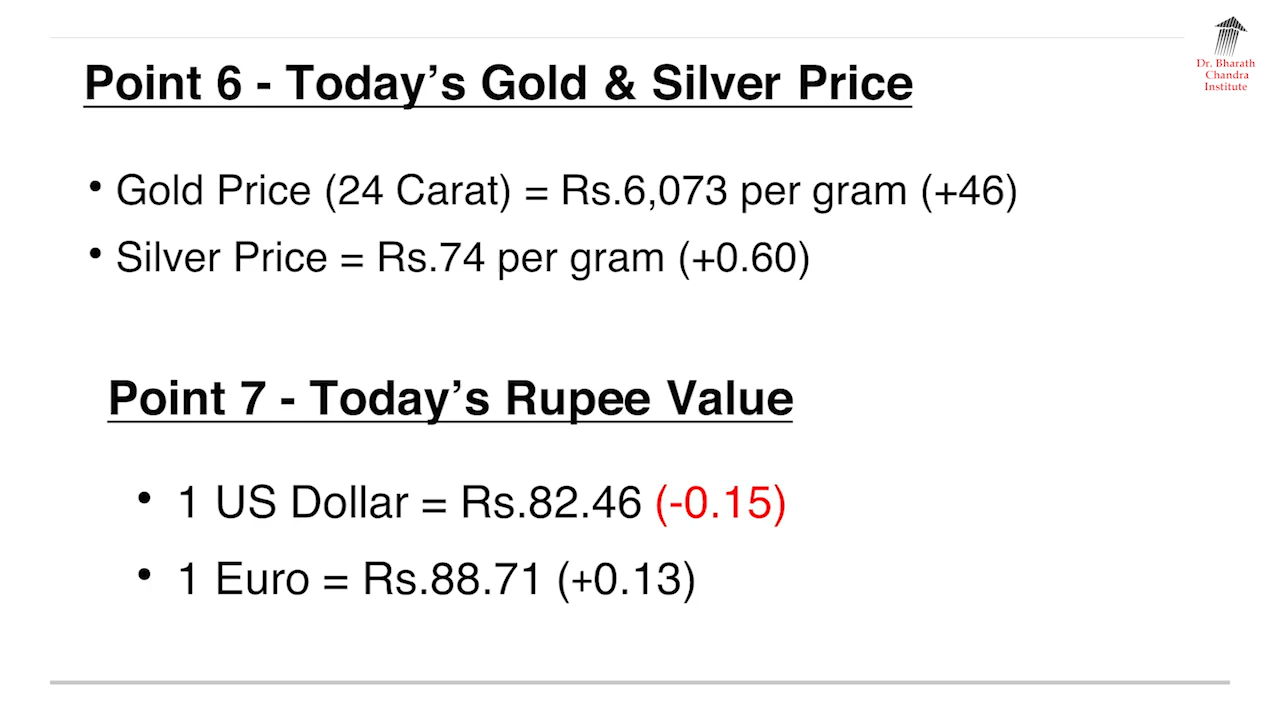 Dr. Bharath
Chandra
Institute
Point 6 - Today’s Gold & Silver Price
• Gold Price (24 Carat) = Rs.6,073 per gram (+46)
• Silver Price = Rs.74 per gram (+0.60)
Point 7 - Today’s Rupee Value
• 1 US Dollar = Rs.82.46 (-0.15)
• 1 Euro = Rs.88.71 (+0.13)